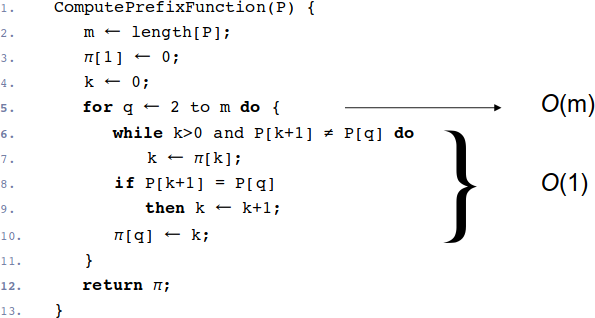 1. ComputePrefixFunction(P) {
2. m ← length[P];
3. π[1] ← 0;
4. k ← 0;
5. for q ← 2 to m do { O(m)
6. while k>0 and P[k+1] ≠ P[q] do
7. k ← π[k];
8. if P[k+1] = P[q] O(1)
9. then k ← k+1;
10. π[q] ← k;
11. }
12. return π;
13. }